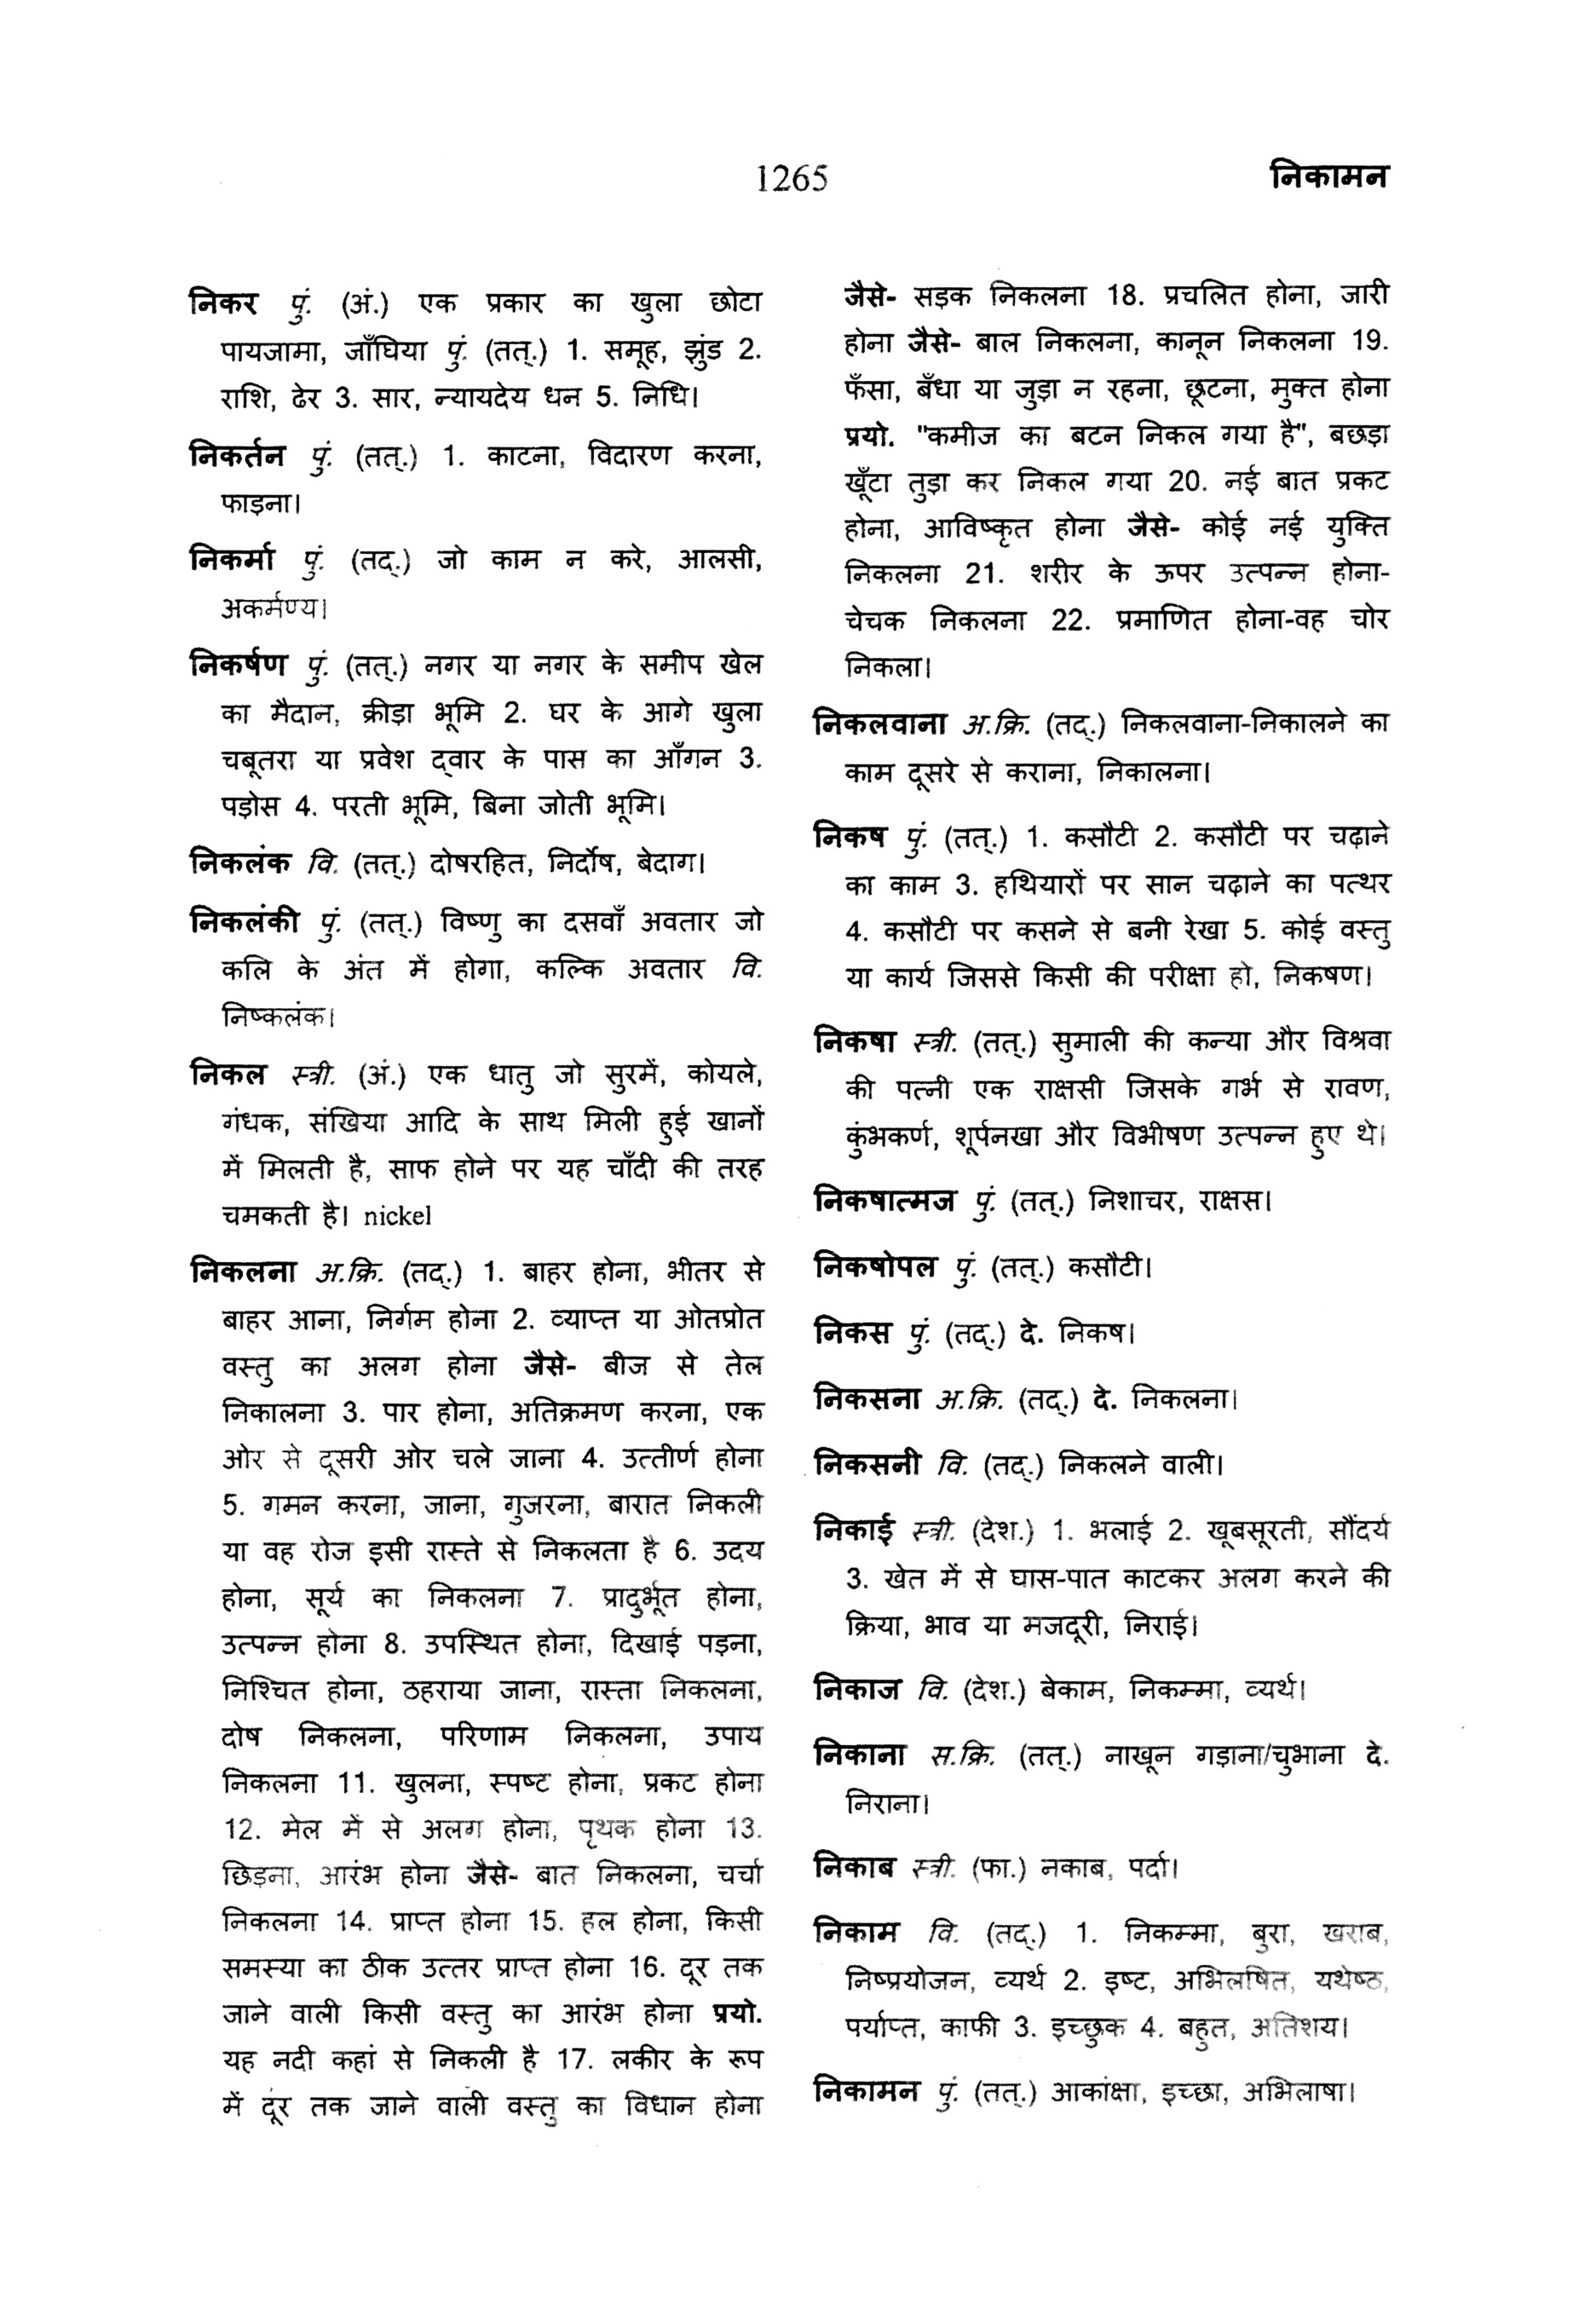 1265
निकामन
निकर पुं. (अं.) एक प्रकार का खुला छोटा
पायजामा, जाँघिया पुं. (तत्.) 1. समूह, झुंड 2.
राशि, ढेर 3. सार, न्यायदेय धन 5. निधि।
निकर्तन पुं. (तत्.) 1. काटना, विदारण करना,
फाड़ना।
निकर्मा पुं. (तद्.) जो काम न करे, आलसी,
अकर्मण्य।
निकर्षण पुं. (तत्.) नगर या नगर के समीप खेल
का मैदान, क्रीड़ा भूमि 2. घर के आगे खुला
चबूतरा या प्रवेश द्वार के पास का आँगन 3.
पड़ोस 4. परती भूमि, बिना जोती भूमि।
निकलंक वि. (तत्.) दोषरहित, निर्दोष, बेदाग।
निकलंकी पुं. (तत्.) विष्णु का दसवाँ अवतार जो
कलि के अंत में होगा, कल्कि अवतार वि.
निष्कलंक।
निकल स्त्री. (अं.) एक धातु जो सुरमें, कोयले,
गंधक, संखिया आदि के साथ मिली हुई खानों
में मिलती है, साफ होने पर यह चाँदी की तरह
चमकती है। nickel
निकलना अ.क्रि. (तद्.) 1. बाहर होना, भीतर से
बाहर आना, निर्गम होना 2. व्याप्त या ओतप्रोत
वस्तु का अलग होना जैसे- बीज से तेल
निकालना 3. पार होना, अतिक्रमण करना, एक
ओर से दूसरी ओर चले जाना 4. उत्तीर्ण होना
5. गमन करना, जाना, गुजरना, बारात निकली
या वह रोज इसी रास्ते से निकलता है 6. उदय
होना, सूर्य का निकलना 7. प्रादुर्भूत होना,
उत्पन्न होना 8. उपस्थित होना, दिखाई पड़ना,
निश्चित होना, ठहराया जाना, रास्ता निकलना,
दोष निकलना, परिणाम निकलना, उपाय
निकलना 11. खुलना, स्पष्ट होना, प्रकट होना
12. मेल में से अलग होना, पृथक होना 13.
छिड़ना, आरंभ होना जैसे- बात निकलना, चर्चा
निकलना 14. प्राप्त होना 15. हल होना, किसी
समस्या का ठीक उत्तर प्राप्त होना 16. दूर तक
जाने वाली किसी वस्तु का आरंभ होना प्रयो.
यह नदी कहां से निकली है 17. लकीर के रूप
में दूर तक जाने वाली वस्तु का विधान होना
जैसे- सड़क निकलना 18. प्रचलित होना, जारी
होना जैसे- बाल निकलना, कानून निकलना 19.
फँसा, बँधा या जुड़ा न रहना, छूटना, मुक्त होना
प्रयो. "कमीज का बटन निकल गया है", बछड़ा
खूँटा तुड़ा कर निकल गया 20. नई बात प्रकट
होना, आविष्कृत होना जैसे- कोई नई युक्ति
निकलना 21. शरीर के ऊपर उत्पन्न होना-
चेचक निकलना 22. प्रमाणित होना-वह चोर
निकला।
निकलवाना अ.क्रि. (तद्.) निकलवाना-निकालने का
काम दूसरे से कराना, निकालना।
निकष पुं. (तत्.) 1. कसौटी 2. कसौटी पर चढ़ाने
का काम 3. हथियारों पर सान चढ़ाने का पत्थर
4. कसौटी पर कसने से बनी रेखा 5. कोई वस्तु
या कार्य जिससे किसी की परीक्षा हो, निकषण।
निकषा स्त्री. (तत्.) सुमाली की कन्या और विश्रवा
की पत्नी एक राक्षसी जिसके गर्भ से रावण,
कुंभकर्ण, शूर्पनखा और विभीषण उत्पन्न हुए थे।
निकषात्मज पुं. (तत्.) निशाचर, राक्षस।
निकषोपल पुं. (तत्.) कसौटी।
निकस पुं. (तद्.) दे. निकष।
निकसना अ.क्रि. (तद्.) दे. निकलना।
निकसनी वि. (तद्.) निकलने वाली।
निकाई स्त्री. (देश.) 1. भलाई 2. खूबसूरती, सौंदर्य
3. खेत में से घास-पात काटकर अलग करने की
क्रिया, भाव या मजदूरी, निराई।
निकाज वि. (देश.) बेकाम, निकम्मा, व्यर्थ।
निकाना स.क्रि. (तत्.) नाखून गड़ाना/चुभाना दे.
निराना।
निकाब स्त्री. (फा.) नकाब, पर्दा।
निकाम वि. (तद्.) 1. निकम्मा, बुरा, खराब,
निष्प्रयोजन, व्यर्थ 2. इष्ट, अभिलषित, यथेष्ठ,
पर्याप्त, काफी 3. इच्छुक 4. बहुत, अतिशय।
निकामन पुं. (तत्.) आकांक्षा, इच्छा, अभिलाषा।